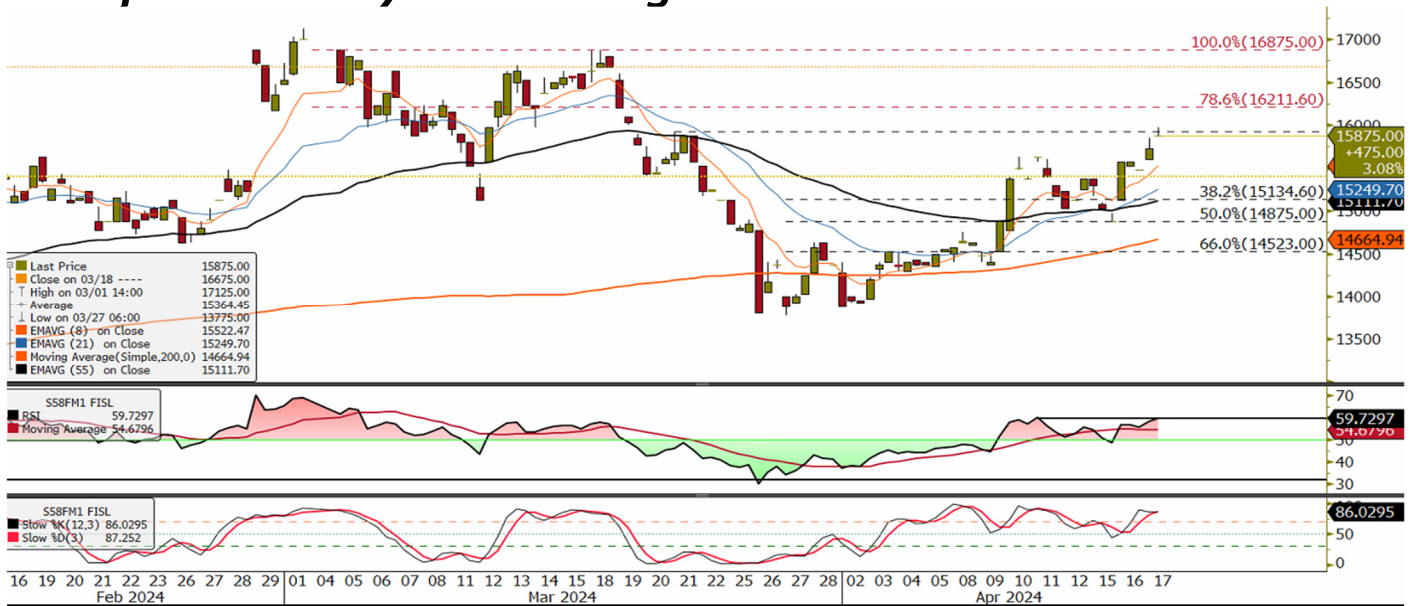 100.0%(16875.00)
78.6%(16211.60)
38.2%(15134.60)
50.0%(14875.00)
66.0%(14523.00)
17000
16500
16000
15875.00
+475.00
3.08%
15249.70
15111.70
15000
14664.94
14500
14000
13500
Last Price 15875.00
Close on 03/18 ---- 16675.00
High on 03/01 14:00 17125.00
Average 15364.45
Low on 03/27 06:00 13775.00
EMAVG (8) on Close 15522.47
EMAVG (21) on Close 15249.70
Moving Average(Simple,200,0) 14664.94
EMAVG (55) on Close 15111.70
SS8FM1 FISL
RSI 59.7297
Moving Average 54.6796
70
59.7297
54.6796
50
40
30
SS8FM1 FISL
Slow %K(12,3) 86.0295
Slow %D(3) 87.252
100
86.0295
50
0
16 19 20 21 22 23 26 27 28 29 01 04 05 06 07 08 11 12 13 14 15 18 19 20 21 22 25 26 27 28 02 03 04 05 08 09 10 11 12 15 16 17
Feb 2024 Mar 2024 Apr 2024